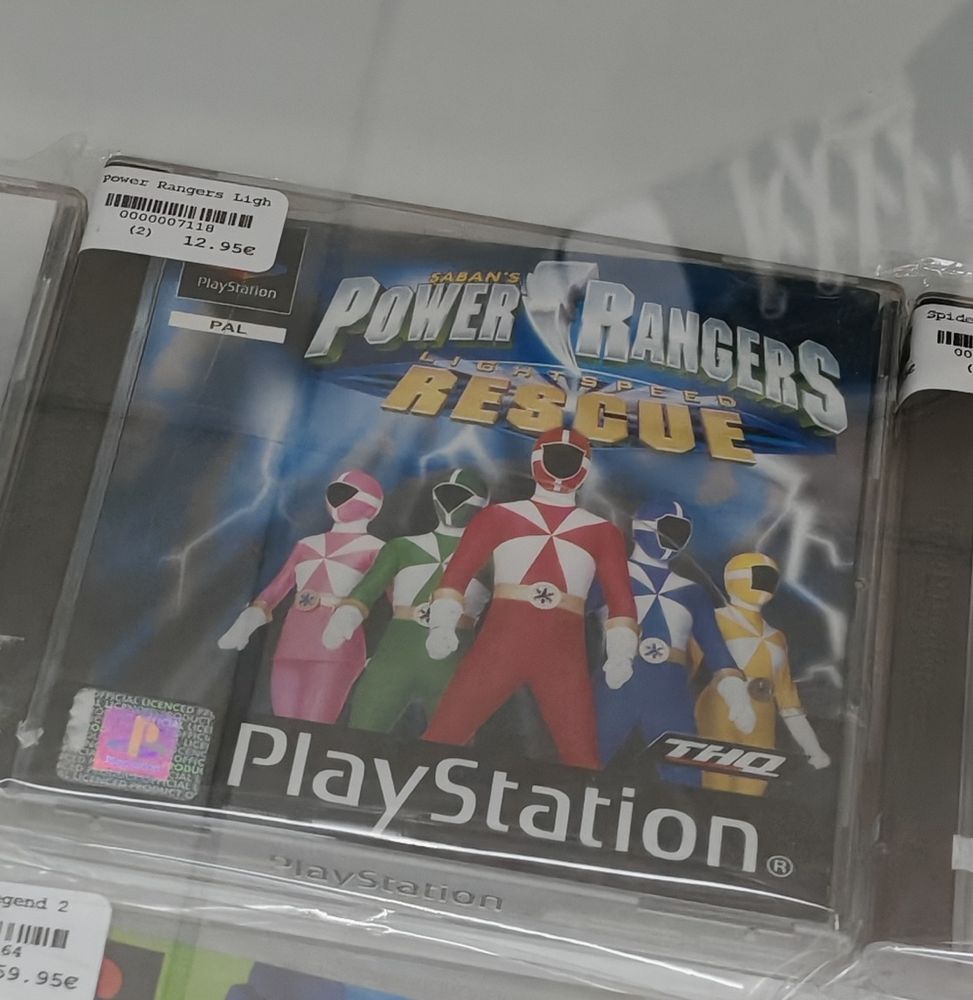 Power Rangers Ligh
0000007118
(2) 12.95€
PlayStation
PAL
SABAN'S
POWER RANGERS
LIGHTSPEED
RESCUE
THQ
PlayStation®
PlayStation
Spide
00
egend 2
64
59.95€